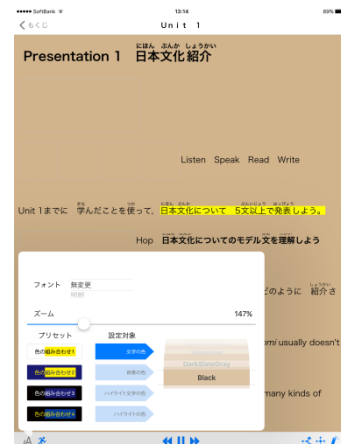 SoftBank 13:14 89%
もくじ Unit 1
にほん ぶんか しょうかい
Presentation 1 日本文化紹介
Listen Speak Read Write
Unit 1までに 学んだことを使って，日本文化について 5文以上で発表しよう。
Hop 日本文化についてのモデル文を理解しよう
フォント 無変更
明朝
どのように 紹介さ
ズーム 147%
プリセット 設定対象
omi usually doesn't
色の組み合わせ1 文字の色
DarkSlateGray
色の組み合わせ2 背景の色
Black
色の組み合わせ3 ハイライト文字の色
many kinds of
色の組み合わせ4 ハイライトの色